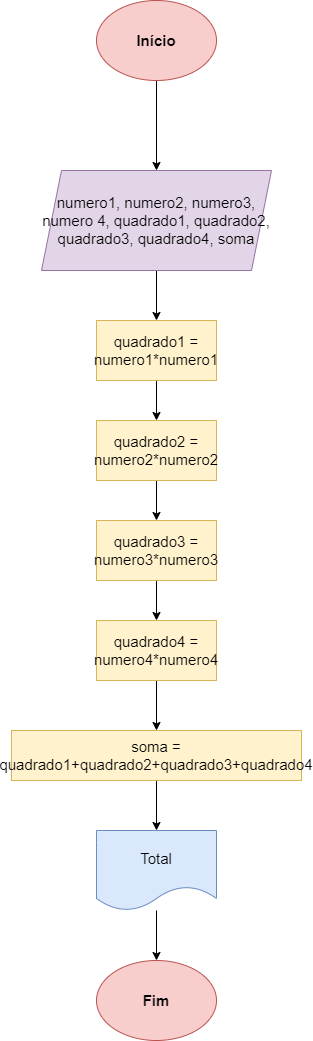 Início
numero1, numero2, numero3,
numero 4, quadrado1, quadrado2,
quadrado3, quadrado4, soma
quadrado1 =
numero1*numero1
quadrado2 =
numero2*numero2
quadrado3 =
numero3*numero3
quadrado4 =
numero4*numero4
soma =
quadrado1+quadrado2+quadrado3+quadrado4
Total
Fim